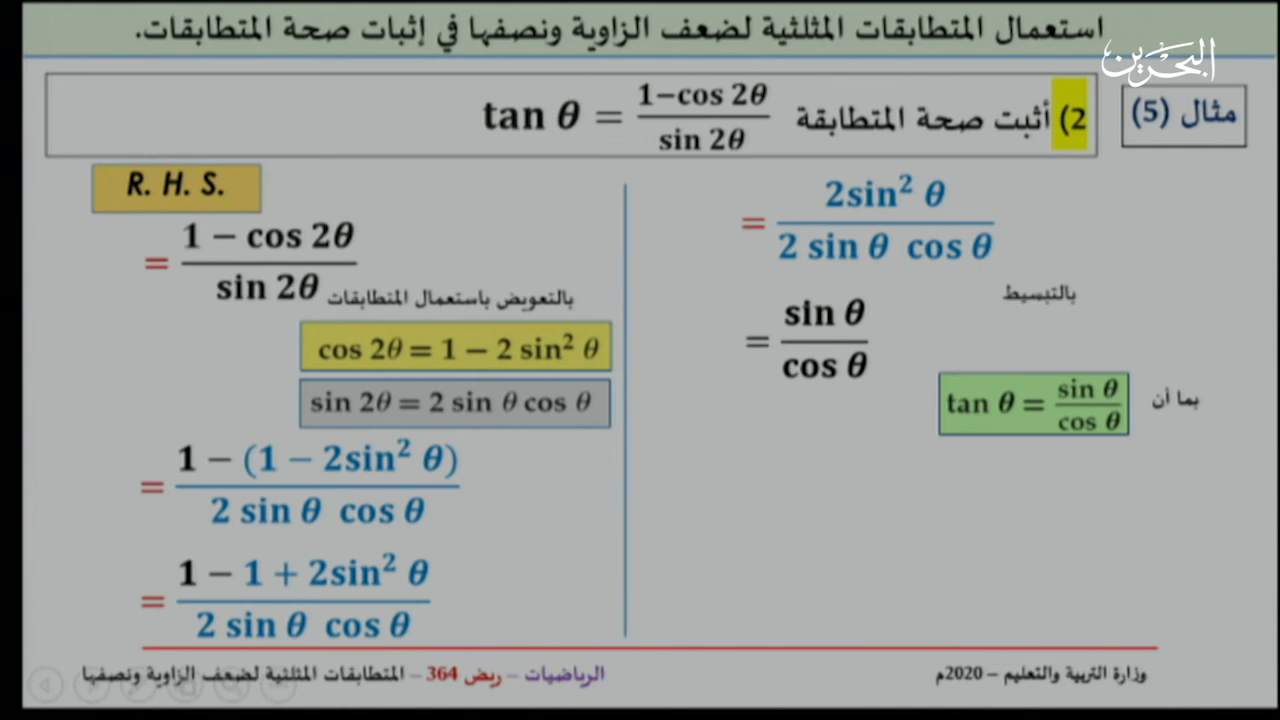 استعمال المتطابقات المثلثية لضعف الزاوية ونصفها في إثبات صحة المتطابقات.
البحرين
مثال (5)
2) أثبت صحة المتطابقة tan θ = (1−cos 2θ)/(sin 2θ)
R. H. S.
= (1 − cos 2θ)/(sin 2θ)
بالتعويض باستعمال المتطابقات
cos 2θ = 1 − 2 sin² θ
sin 2θ = 2 sin θ cos θ
= (1 − (1 − 2sin² θ))/(2 sin θ cos θ)
= (1 − 1 + 2sin² θ)/(2 sin θ cos θ)
= (2sin² θ)/(2 sin θ cos θ)
بالتبسيط
= (sin θ)/(cos θ)
بما أن tan θ = (sin θ)/(cos θ)
وزارة التربية والتعليم – 2020م
الرياضيات – ريض 364 – المتطابقات المثلثية لضعف الزاوية ونصفها